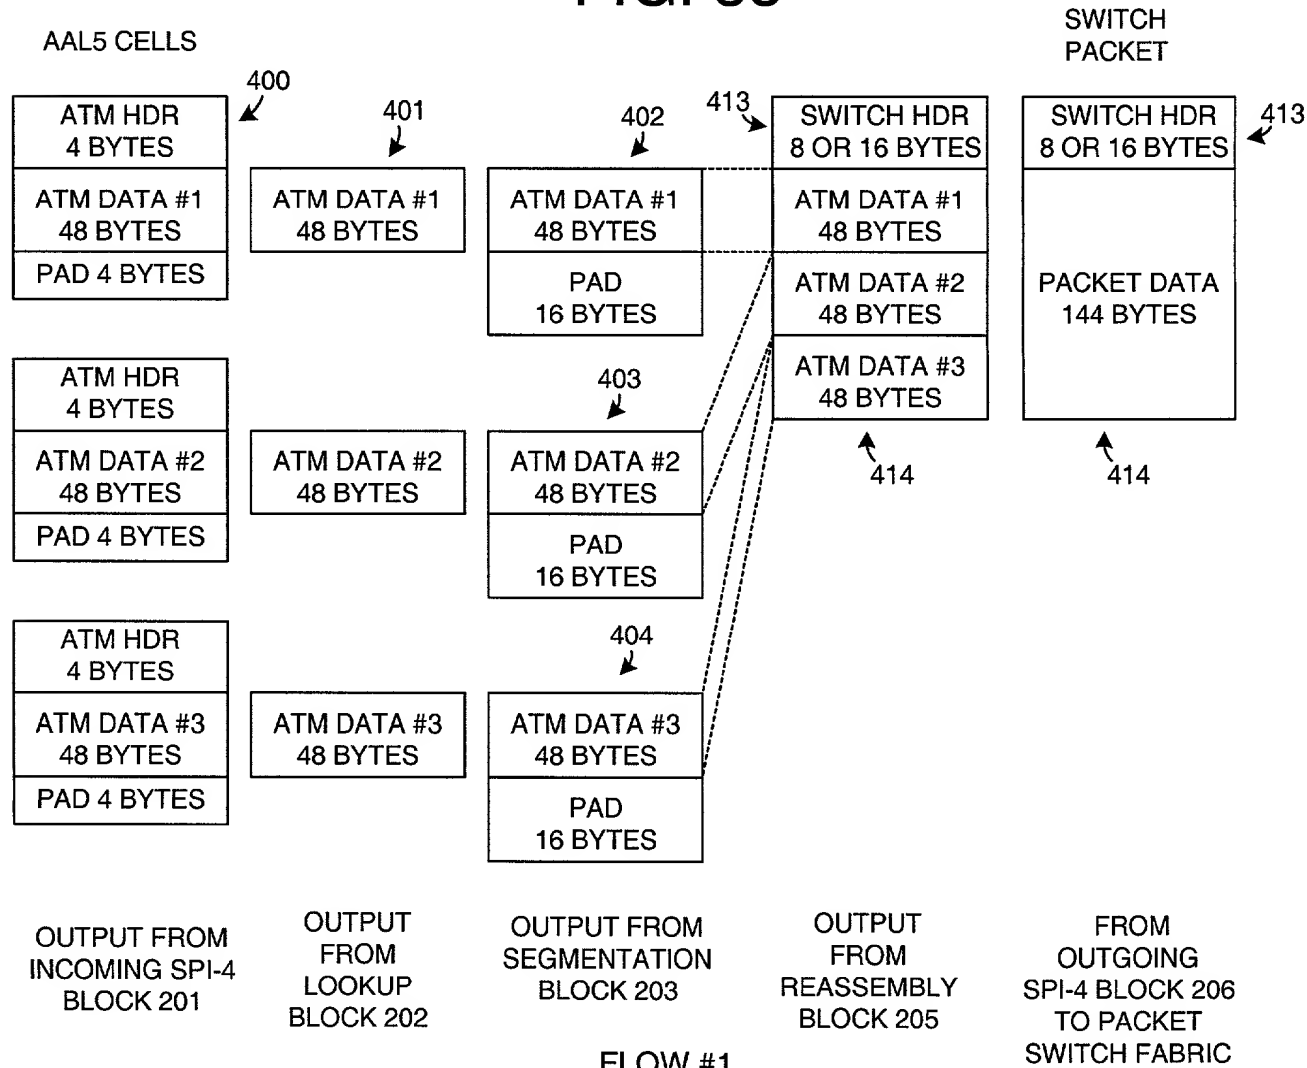 AAL5 CELLS
SWITCH
PACKET
400
ATM HDR
4 BYTES
ATM DATA #1
48 BYTES
PAD 4 BYTES
401
ATM DATA #1
48 BYTES
402
ATM DATA #1
48 BYTES
PAD
16 BYTES
413
SWITCH HDR
8 OR 16 BYTES
ATM DATA #1
48 BYTES
ATM DATA #2
48 BYTES
ATM DATA #3
48 BYTES
414
SWITCH HDR
8 OR 16 BYTES
413
PACKET DATA
144 BYTES
414
ATM HDR
4 BYTES
ATM DATA #2
48 BYTES
PAD 4 BYTES
ATM DATA #2
48 BYTES
403
ATM DATA #2
48 BYTES
PAD
16 BYTES
ATM HDR
4 BYTES
ATM DATA #3
48 BYTES
PAD 4 BYTES
ATM DATA #3
48 BYTES
404
ATM DATA #3
48 BYTES
PAD
16 BYTES
OUTPUT FROM
INCOMING SPI-4
BLOCK 201
OUTPUT
FROM
LOOKUP
BLOCK 202
OUTPUT FROM
SEGMENTATION
BLOCK 203
OUTPUT
FROM
REASSEMBLY
BLOCK 205
FROM
OUTGOING
SPI-4 BLOCK 206
TO PACKET
SWITCH FABRIC
FLOW #1